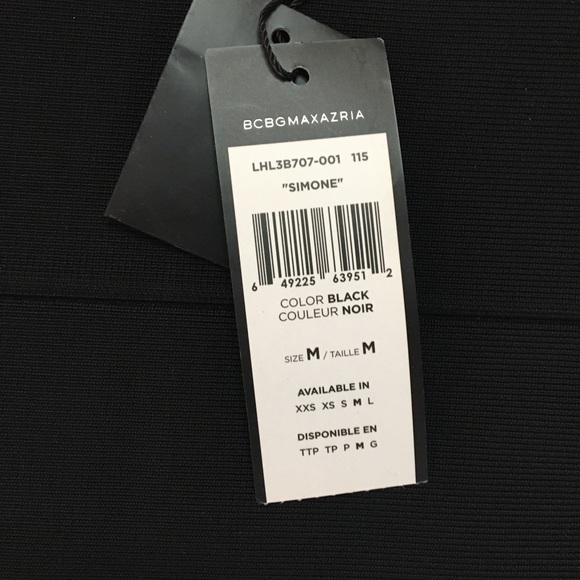 BCBGMAXAZRIA
LHL3B707-001 115
"SIMONE"
6 49225 63951 2
COLOR BLACK
COULEUR NOIR
SIZE M / TAILLE M
AVAILABLE IN
XXS XS S M L
DISPONIBLE EN
TTP TP P M G